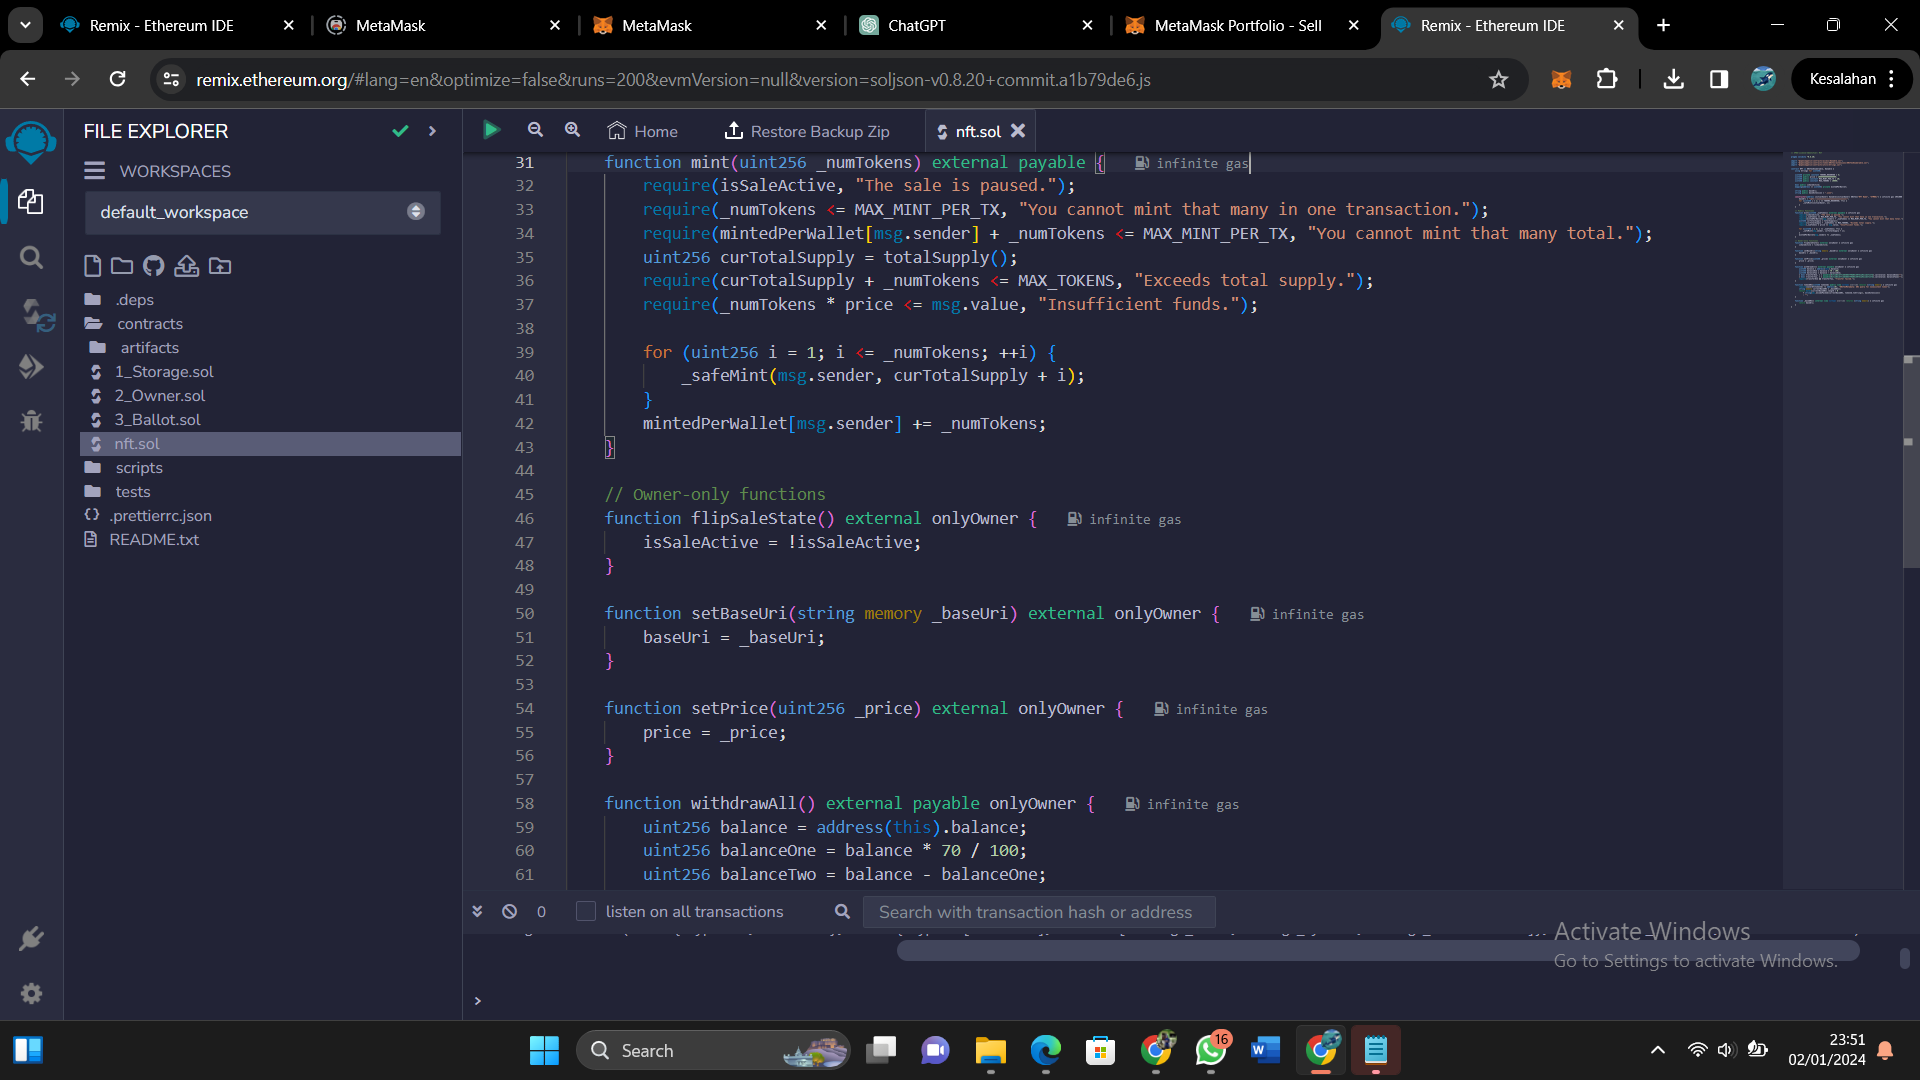 Remix - Ethereum IDE
MetaMask
MetaMask
ChatGPT
MetaMask Portfolio - Sell
Remix - Ethereum IDE
remix.ethereum.org/#lang=en&optimize=false&runs=200&evmVersion=null&version=soljson-v0.8.20+commit.a1b79de6.js
Kesalahan
FILE EXPLORER
WORKSPACES
default_workspace
.deps
contracts
artifacts
1_Storage.sol
2_Owner.sol
3_Ballot.sol
nft.sol
scripts
tests
.prettierrc.json
README.txt
Home
Restore Backup Zip
nft.sol
31 function mint(uint256 _numTokens) external payable { infinite gas
32 require(isSaleActive, "The sale is paused.");
33 require(_numTokens <= MAX_MINT_PER_TX, "You cannot mint that many in one transaction.");
34 require(mintedPerWallet[msg.sender] + _numTokens <= MAX_MINT_PER_TX, "You cannot mint that many total.");
35 uint256 curTotalSupply = totalSupply();
36 require(curTotalSupply + _numTokens <= MAX_TOKENS, "Exceeds total supply.");
37 require(_numTokens * price <= msg.value, "Insufficient funds.");
38
39 for (uint256 i = 1; i <= _numTokens; ++i) {
40 _safeMint(msg.sender, curTotalSupply + i);
41 }
42 mintedPerWallet[msg.sender] += _numTokens;
43 }
44
45 // Owner-only functions
46 function flipSaleState() external onlyOwner { infinite gas
47 isSaleActive = !isSaleActive;
48 }
49
50 function setBaseUri(string memory _baseUri) external onlyOwner { infinite gas
51 baseUri = _baseUri;
52 }
53
54 function setPrice(uint256 _price) external onlyOwner { infinite gas
55 price = _price;
56 }
57
58 function withdrawAll() external payable onlyOwner { infinite gas
59 uint256 balance = address(this).balance;
60 uint256 balanceOne = balance * 70 / 100;
61 uint256 balanceTwo = balance - balanceOne;
0
listen on all transactions
Search with transaction hash or address
Activate Windows
Go to Settings to activate Windows.
>
Search
16
23:51
02/01/2024